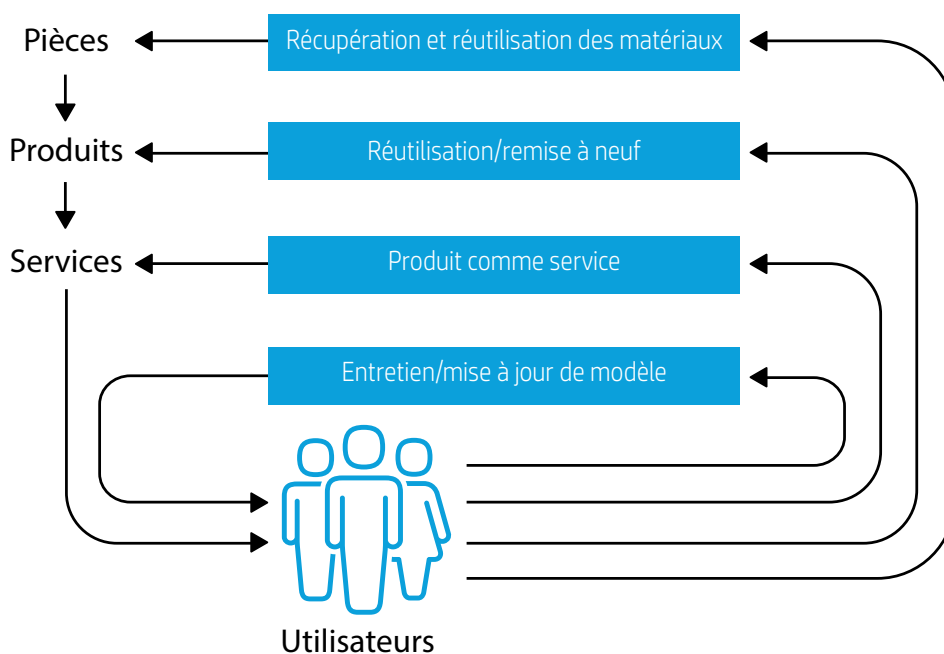 Pièces
Récupération et réutilisation des matériaux
Produits
Réutilisation/remise à neuf
Services
Produit comme service
Entretien/mise à jour de modèle
Utilisateurs